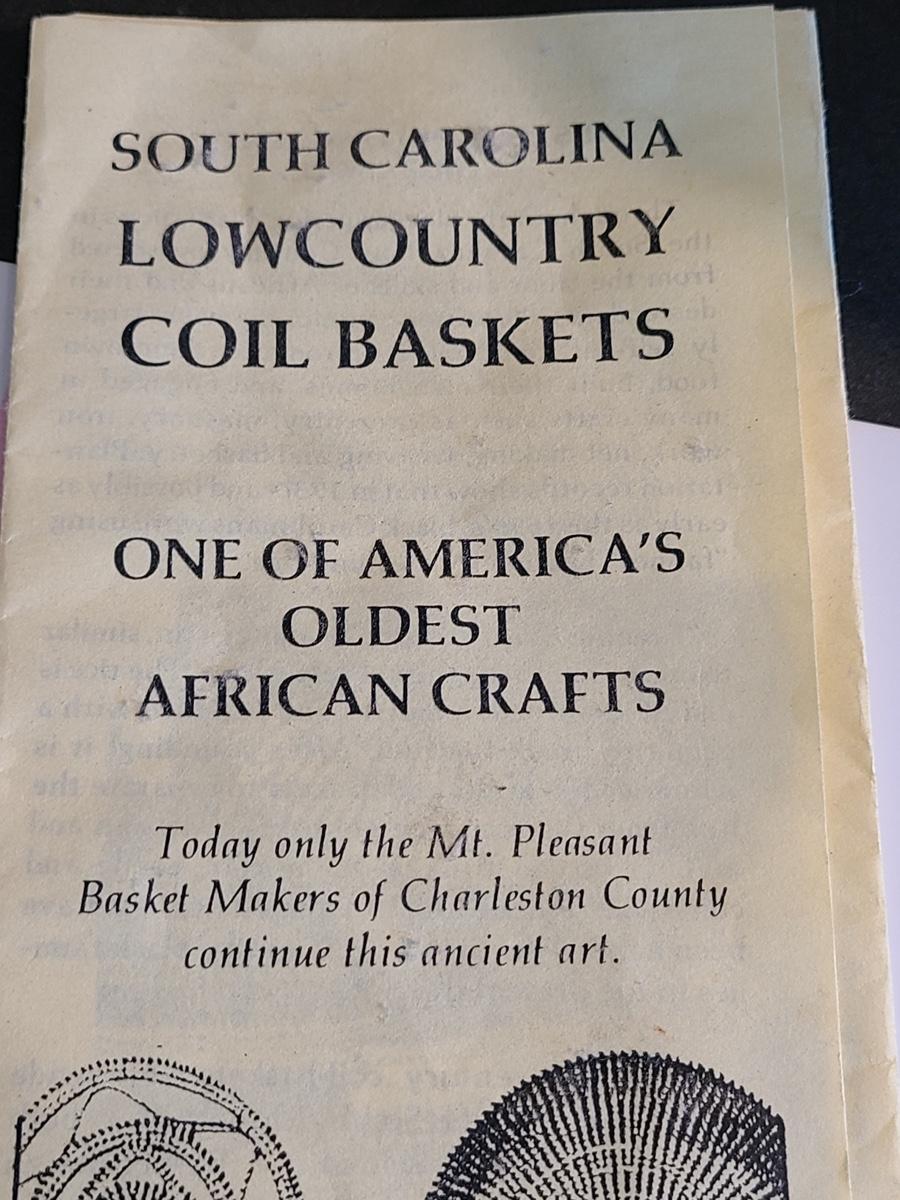 SOUTH CAROLINA
LOWCOUNTRY
COIL BASKETS
ONE OF AMERICA'S
OLDEST
AFRICAN CRAFTS
Today only the Mt. Pleasant
Basket Makers of Charleston County
continue this ancient art.